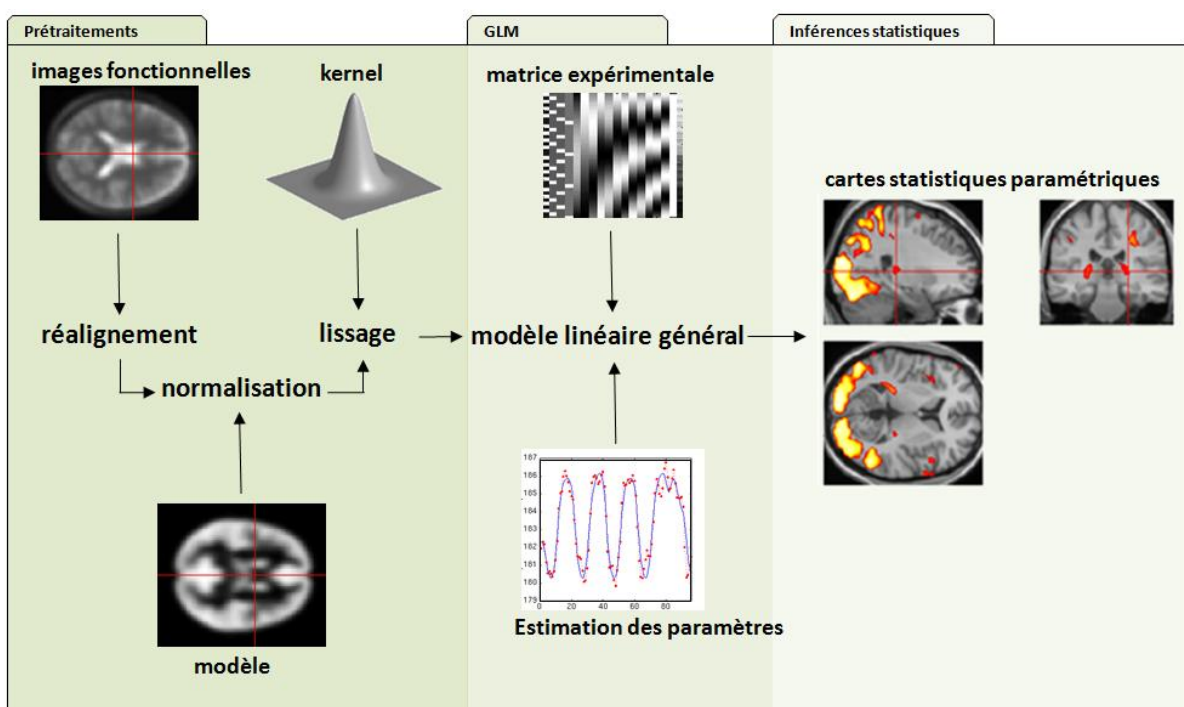 Prétraitements
GLM
Inférences statistiques
images fonctionnelles
kernel
matrice expérimentale
cartes statistiques paramétriques
réalignement
lissage
modèle linéaire général
normalisation
187
186
185
184
183
182
181
180
179
0 20 40 60 80
Estimation des paramètres
modèle